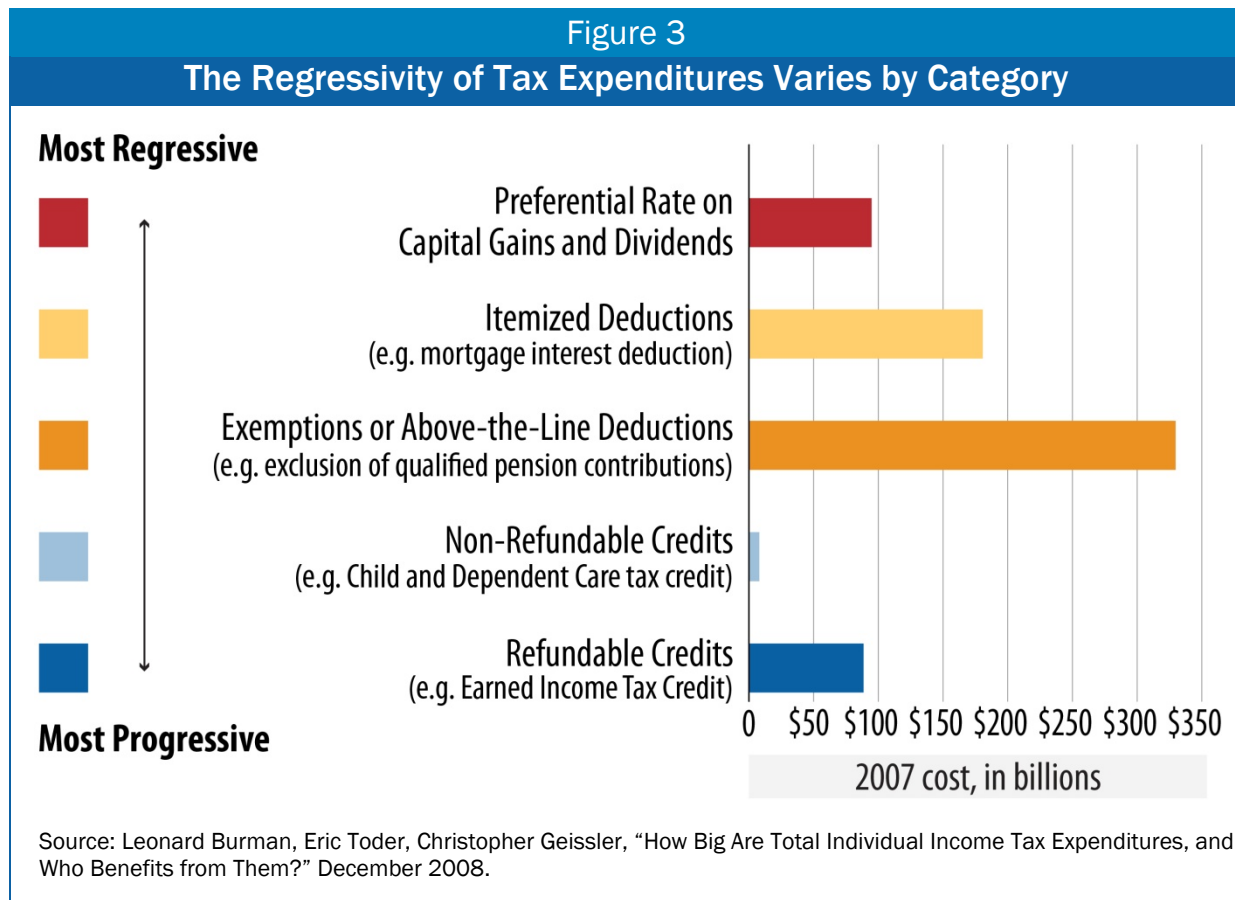 Figure 3
The Regressivity of Tax Expenditures Varies by Category
Most Regressive
Preferential Rate on
Capital Gains and Dividends
Itemized Deductions
(e.g. mortgage interest deduction)
Exemptions or Above-the-Line Deductions
(e.g. exclusion of qualified pension contributions)
Non-Refundable Credits
(e.g. Child and Dependent Care tax credit)
Refundable Credits
(e.g. Earned Income Tax Credit)
Most Progressive
0 $50 $100 $150 $200 $250 $300 $350
2007 cost, in billions
Source: Leonard Burman, Eric Toder, Christopher Geissler, “How Big Are Total Individual Income Tax Expenditures, and
Who Benefits from Them?” December 2008.